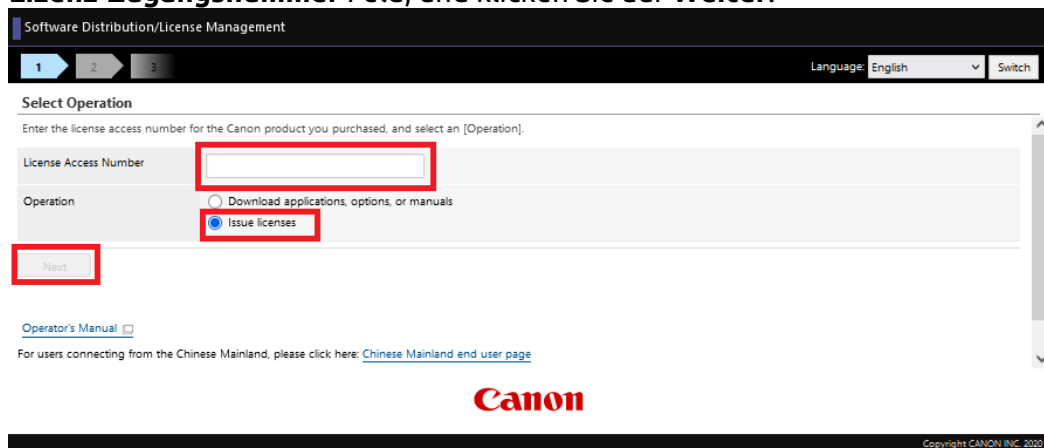 Software Distribution/License Management
1 2 3 Language: English Switch
Select Operation
Enter the license access number for the Canon product you purchased, and select an [Operation].
License Access Number
Operation Download applications, options, or manuals
Issue licenses
Next
Operator's Manual
For users connecting from the Chinese Mainland, please click here: Chinese Mainland end user page
Canon
Copyright CANON INC. 2020